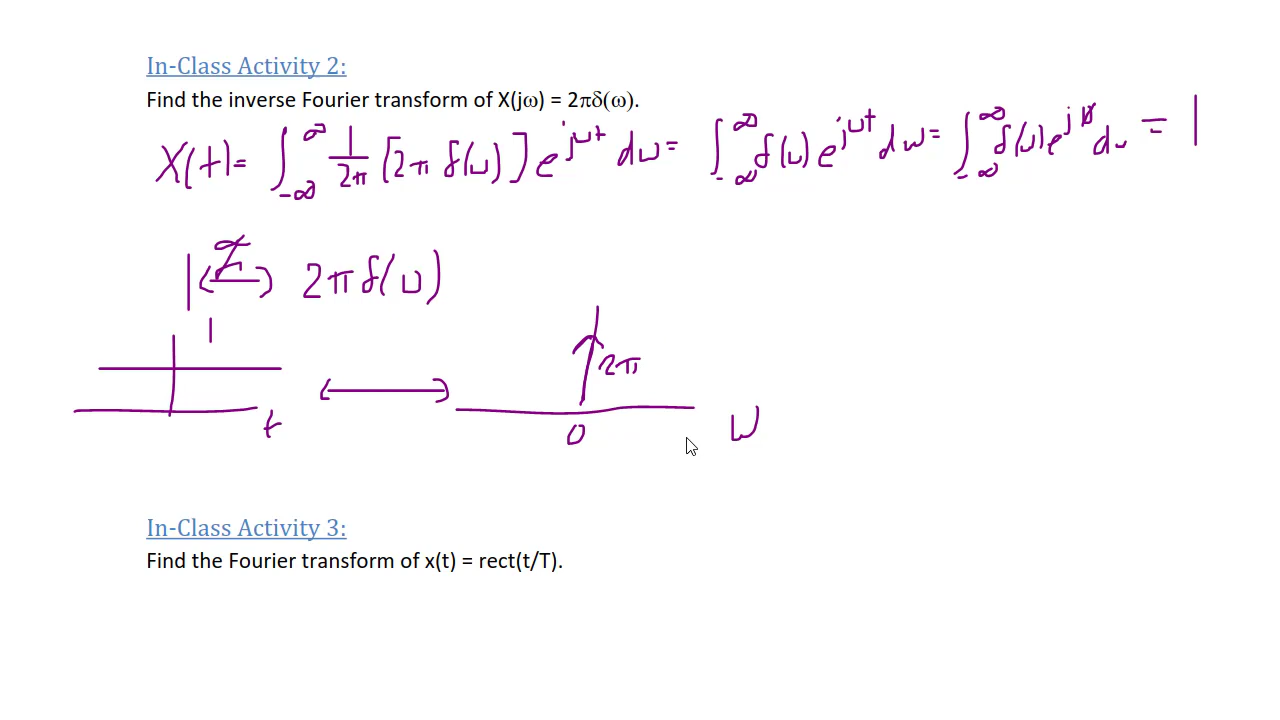 In-Class Activity 2:
Find the inverse Fourier transform of X(jω) = 2πδ(ω).
X(t) = ∫_{-∞}^{∞} 1/2π [2π δ(ω)] e^{jωt} dω = ∫_{-∞}^{∞} δ(ω) e^{jωt} dω = ∫_{-∞}^{∞} δ(ω) e^{j0} dω = 1
1 ⟷ 2π δ(ω)
1
2π
t
0
ω
In-Class Activity 3:
Find the Fourier transform of x(t) = rect(t/T).